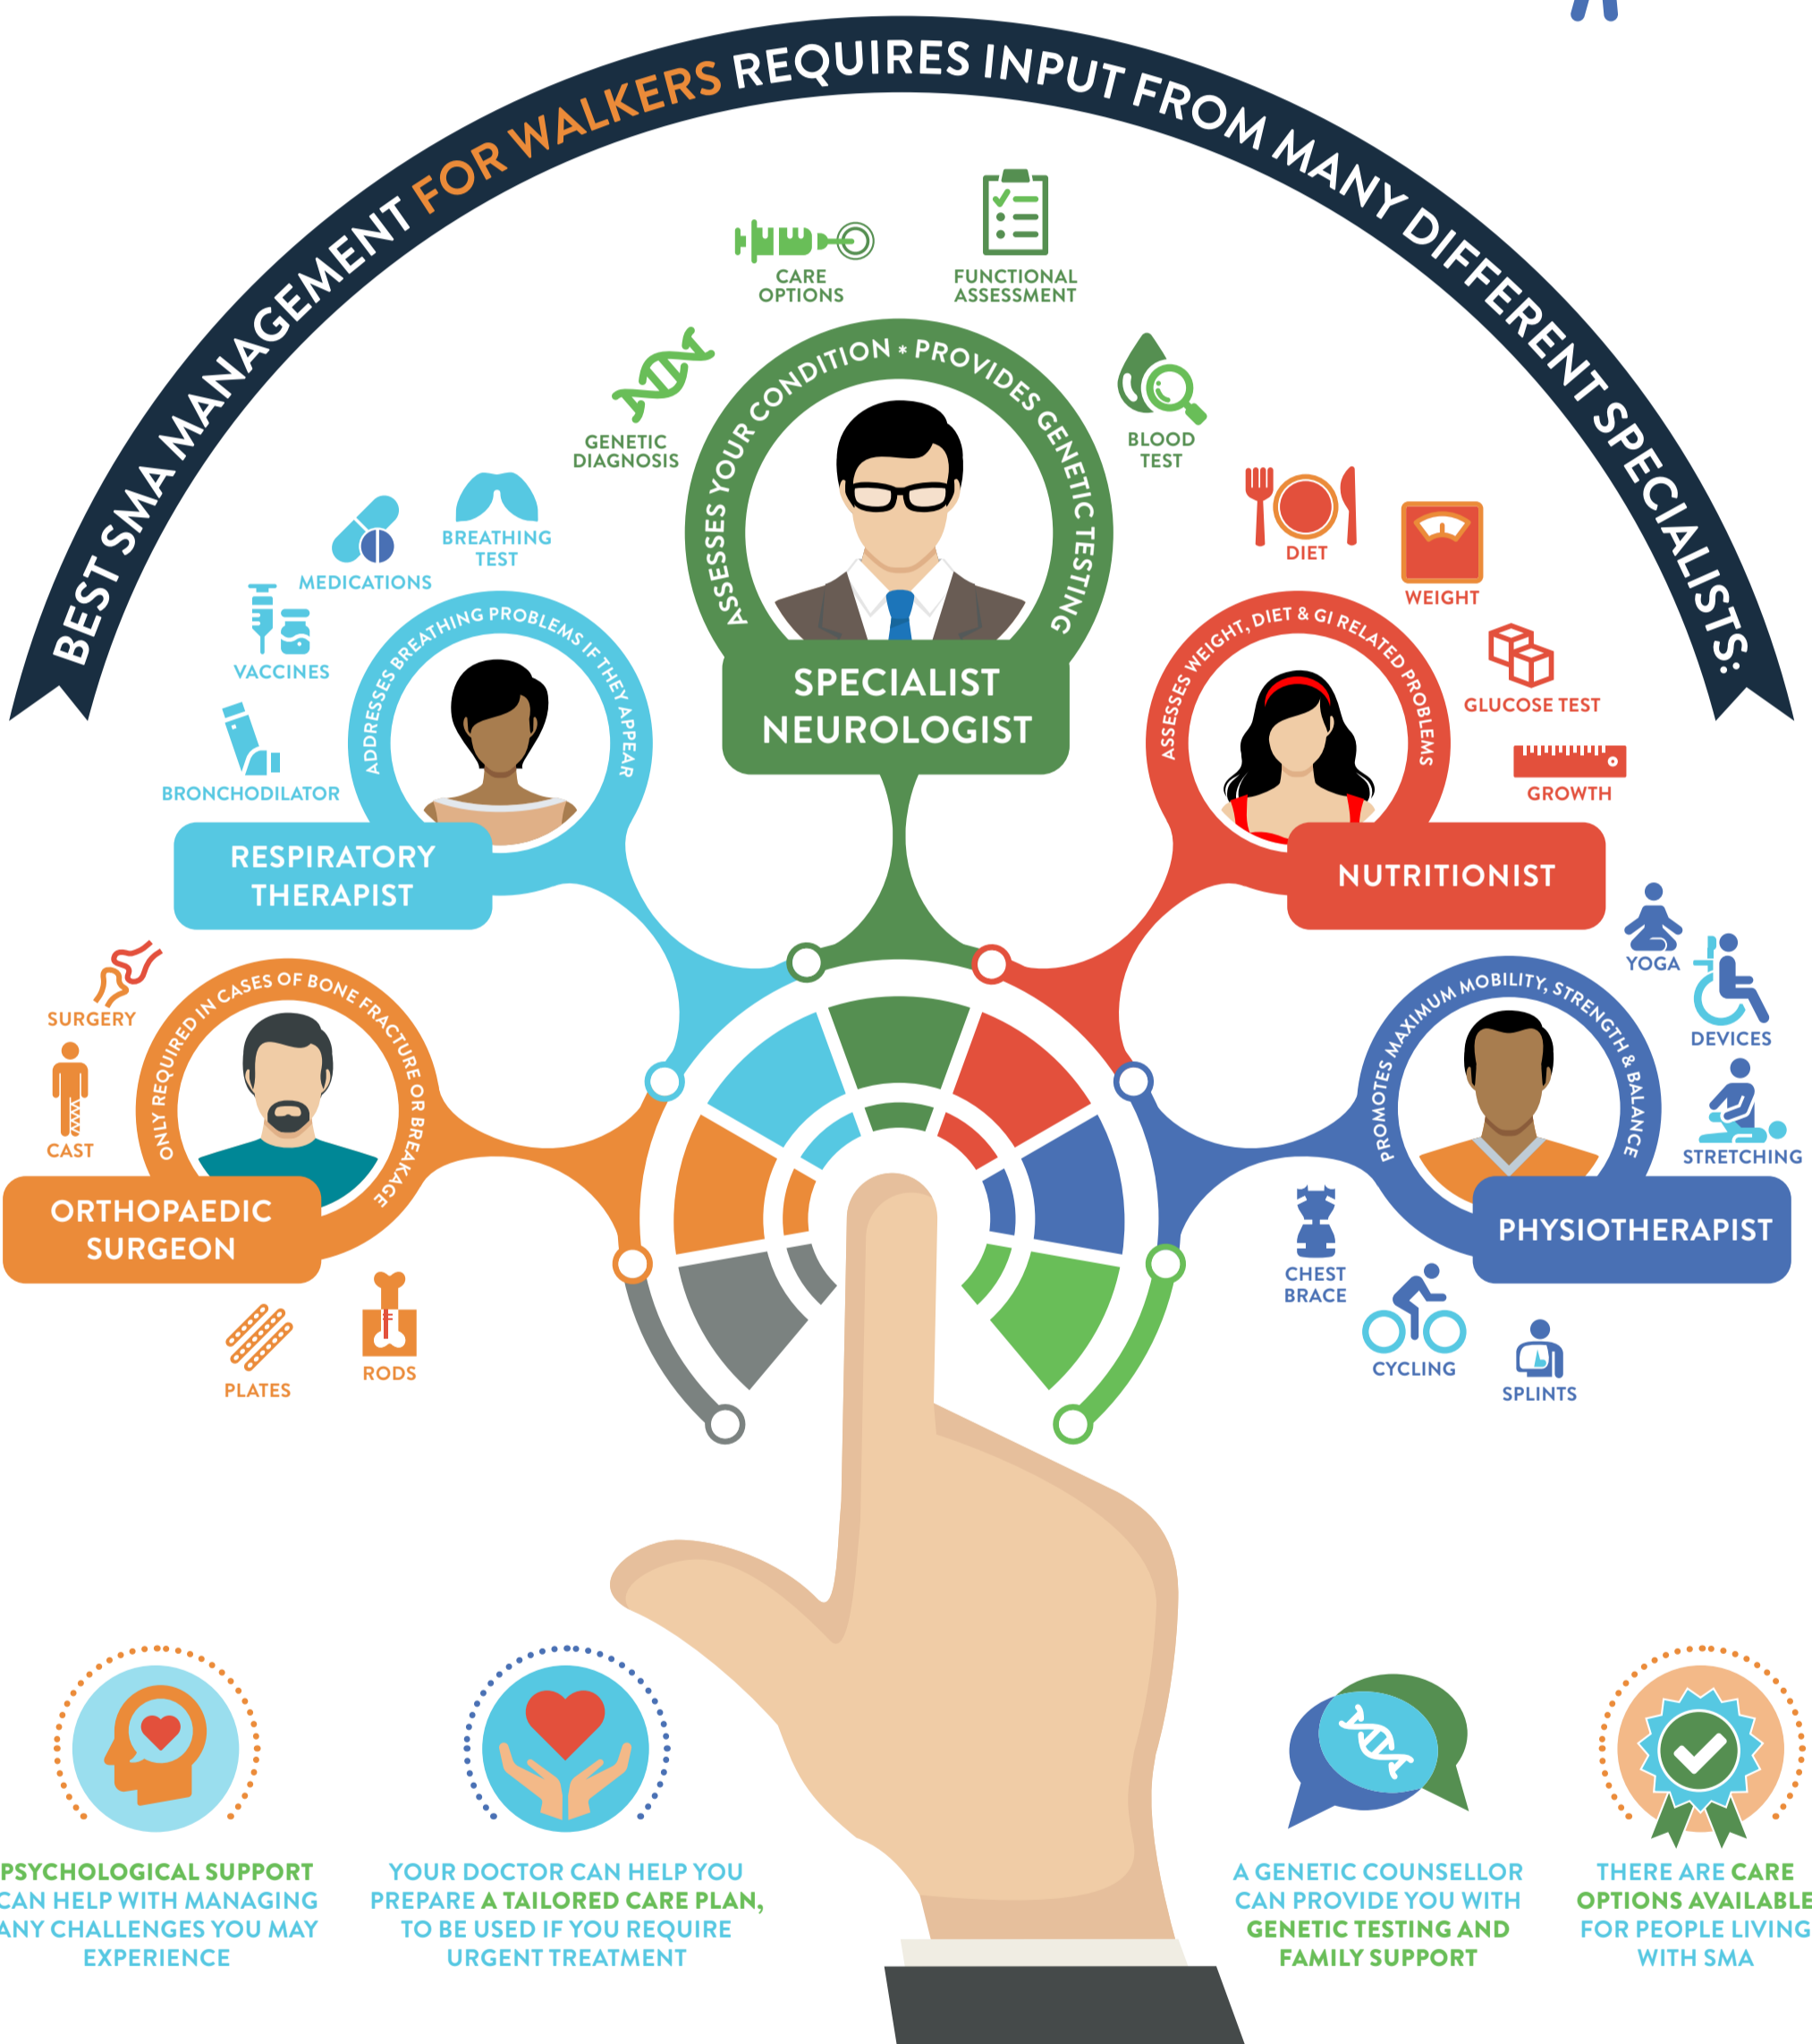 BEST SMA MANAGEMENT FOR WALKERS REQUIRES INPUT FROM MANY DIFFERENT SPECIALISTS:
CARE
OPTIONS
FUNCTIONAL
ASSESSMENT
GENETIC
DIAGNOSIS
BLOOD
TEST
ASSESSES YOUR CONDITION * PROVIDES GENETIC TESTING
SPECIALIST
NEUROLOGIST
BREATHING
TEST
MEDICATIONS
VACCINES
BRONCHODILATOR
ADDRESSES BREATHING PROBLEMS IF THEY APPEAR
RESPIRATORY
THERAPIST
DIET
WEIGHT
GLUCOSE TEST
GROWTH
ASSESSES WEIGHT, DIET & GI RELATED PROBLEMS
NUTRITIONIST
SURGERY
CAST
ONLY REQUIRED IN CASES OF BONE FRACTURE OR BREAKAGE
ORTHOPAEDIC
SURGEON
PLATES
RODS
YOGA
DEVICES
STRETCHING
PROMOTES MAXIMUM MOBILITY, STRENGTH & BALANCE
PHYSIOTHERAPIST
CHEST
BRACE
CYCLING
SPLINTS
PSYCHOLOGICAL SUPPORT
CAN HELP WITH MANAGING
ANY CHALLENGES YOU MAY
EXPERIENCE
YOUR DOCTOR CAN HELP YOU
PREPARE A TAILORED CARE PLAN,
TO BE USED IF YOU REQUIRE
URGENT TREATMENT
A GENETIC COUNSELLOR
CAN PROVIDE YOU WITH
GENETIC TESTING AND
FAMILY SUPPORT
THERE ARE CARE
OPTIONS AVAILABLE
FOR PEOPLE LIVING
WITH SMA